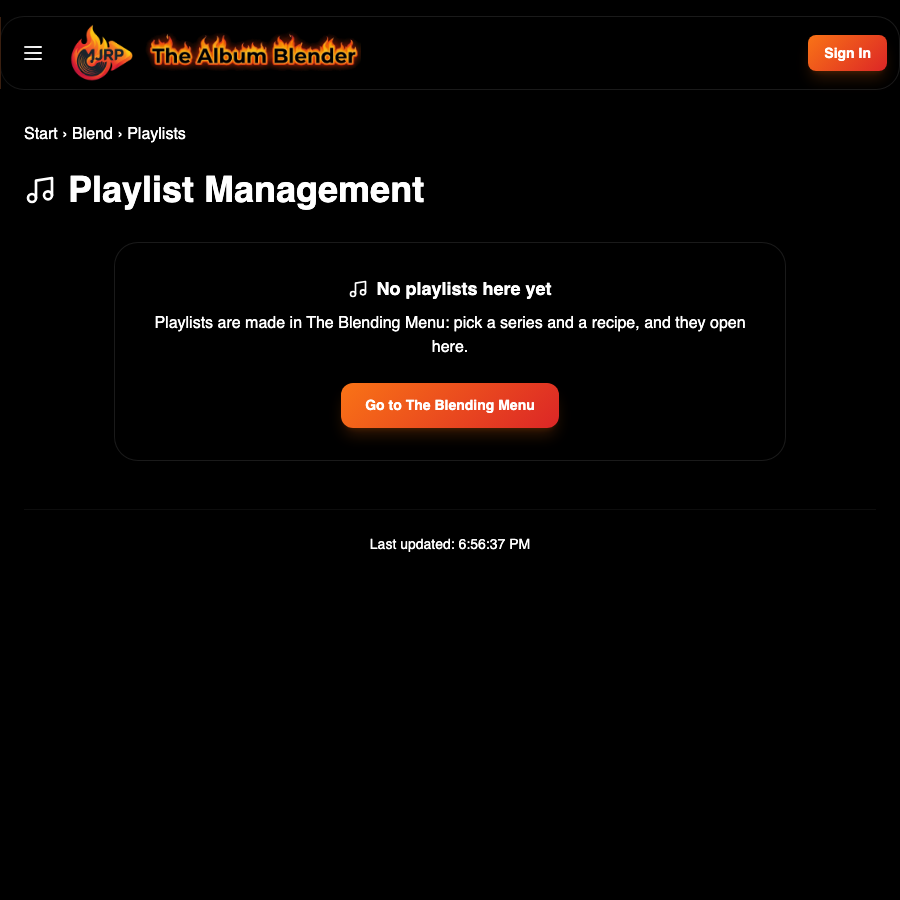 JRP
The Album Blender
Sign In
Start › Blend › Playlists
Playlist Management
No playlists here yet
Playlists are made in The Blending Menu: pick a series and a recipe, and they open
here.
Go to The Blending Menu
Last updated: 6:56:37 PM